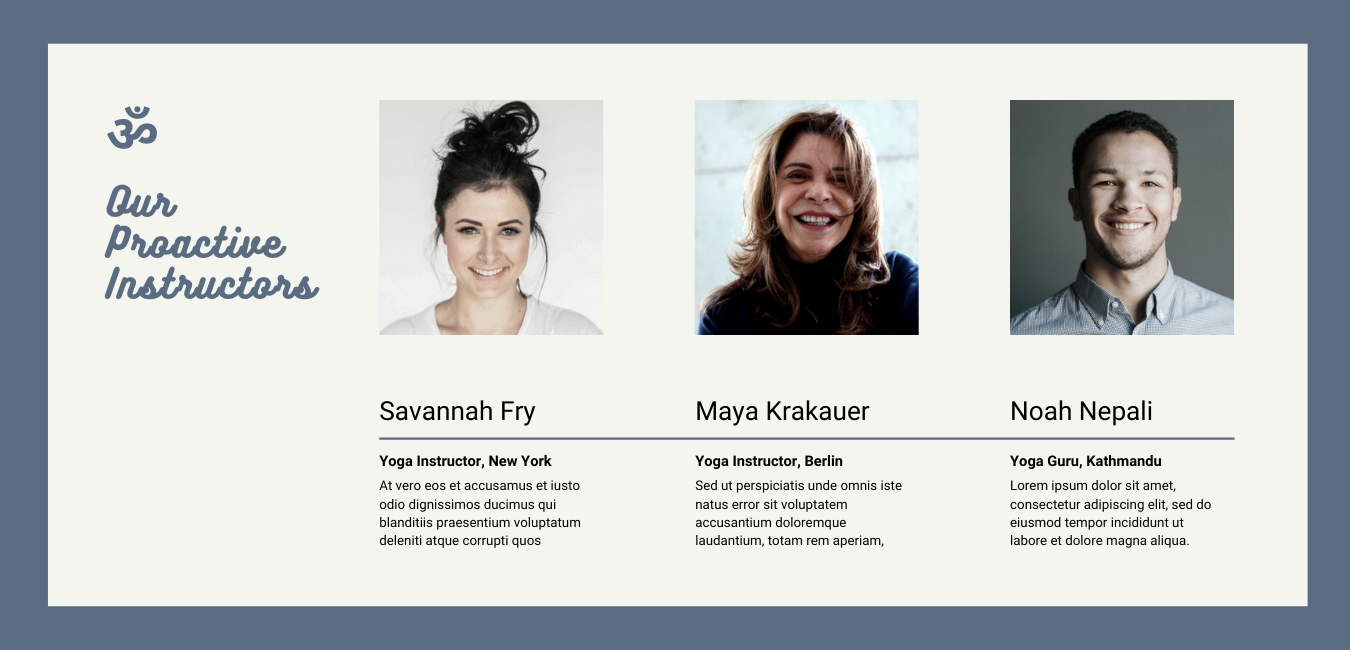 ॐ
Our
Proactive
Instructors
Savannah Fry
Yoga Instructor, New York
At vero eos et accusamus et iusto
odio dignissimos ducimus qui
blanditiis praesentium voluptatum
deleniti atque corrupti quos
Maya Krakauer
Yoga Instructor, Berlin
Sed ut perspiciatis unde omnis iste
natus error sit voluptatem
accusantium doloremque
laudantium, totam rem aperiam,
Noah Nepali
Yoga Guru, Kathmandu
Lorem ipsum dolor sit amet,
consectetur adipiscing elit, sed do
eiusmod tempor incididunt ut
labore et dolore magna aliqua.